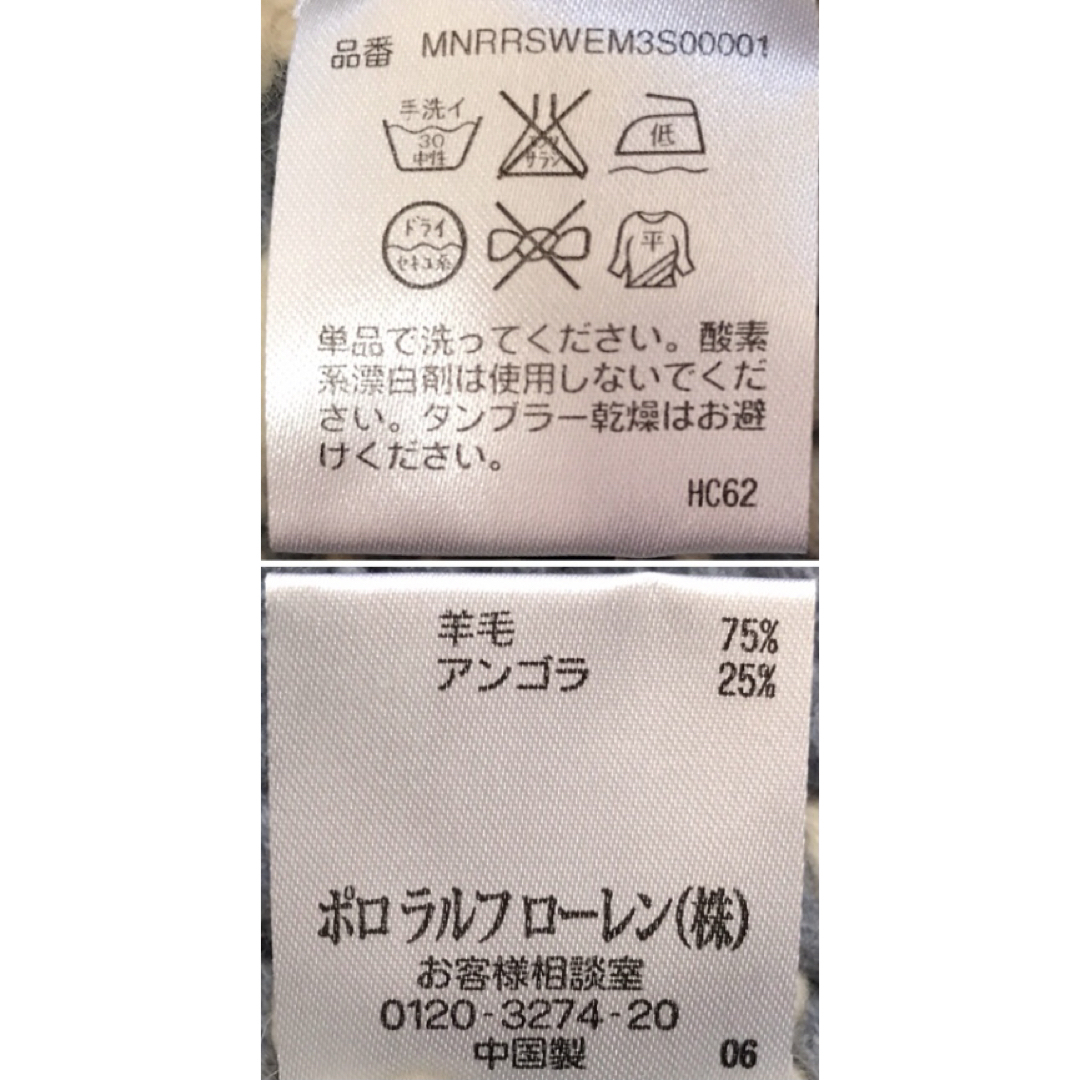 品番 MNRRSWEM3S00001
手洗イ
30
中性
エンソ
サラシ
低
ドライ
セキユ系
平
単品で洗ってください。酸素
系漂白剤は使用しないでくだ
さい。タンブラー乾燥はお避
けください。
HC62
羊毛 75%
アンゴラ 25%
ポロ ラルフ ローレン(株)
お客様相談室
0120-3274-20
中国製 06